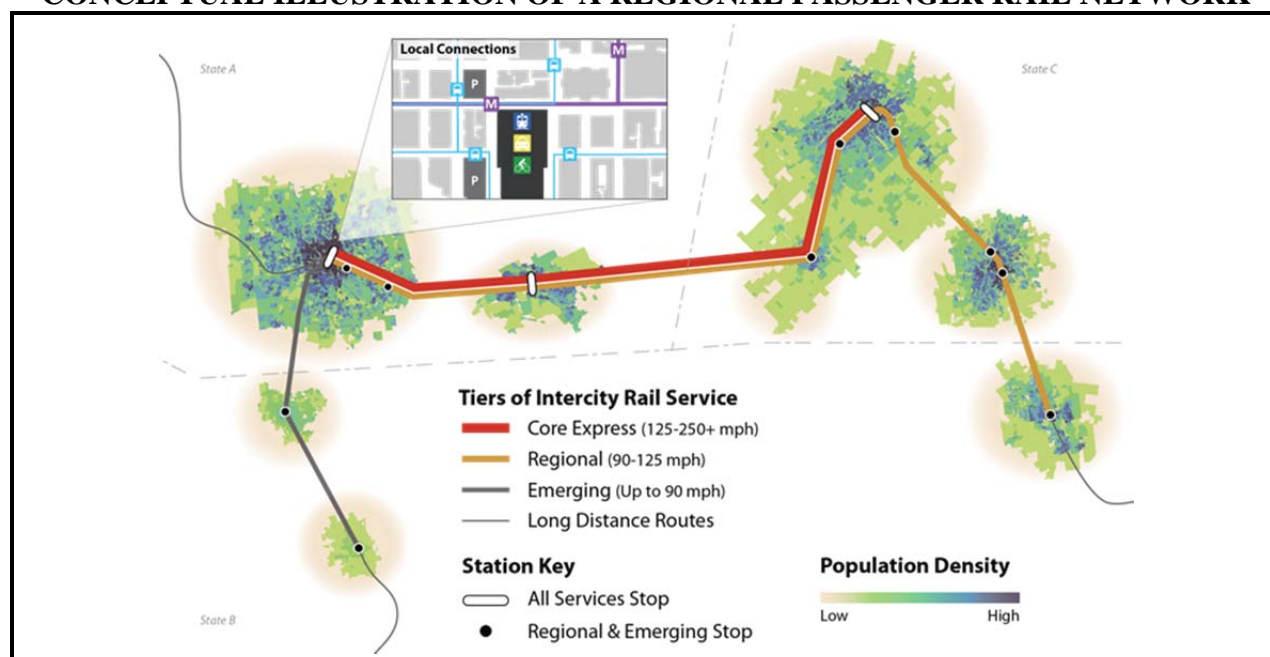 CONCEPTUAL ILLUSTRATION OF A REGIONAL PASSENGER RAIL NETWORK
State A
Local Connections
M
P
M
P
State C
Tiers of Intercity Rail Service
Core Express (125-250+ mph)
Regional (90-125 mph)
Emerging (Up to 90 mph)
Long Distance Routes
Station Key
All Services Stop
Regional & Emerging Stop
Population Density
Low High
State B